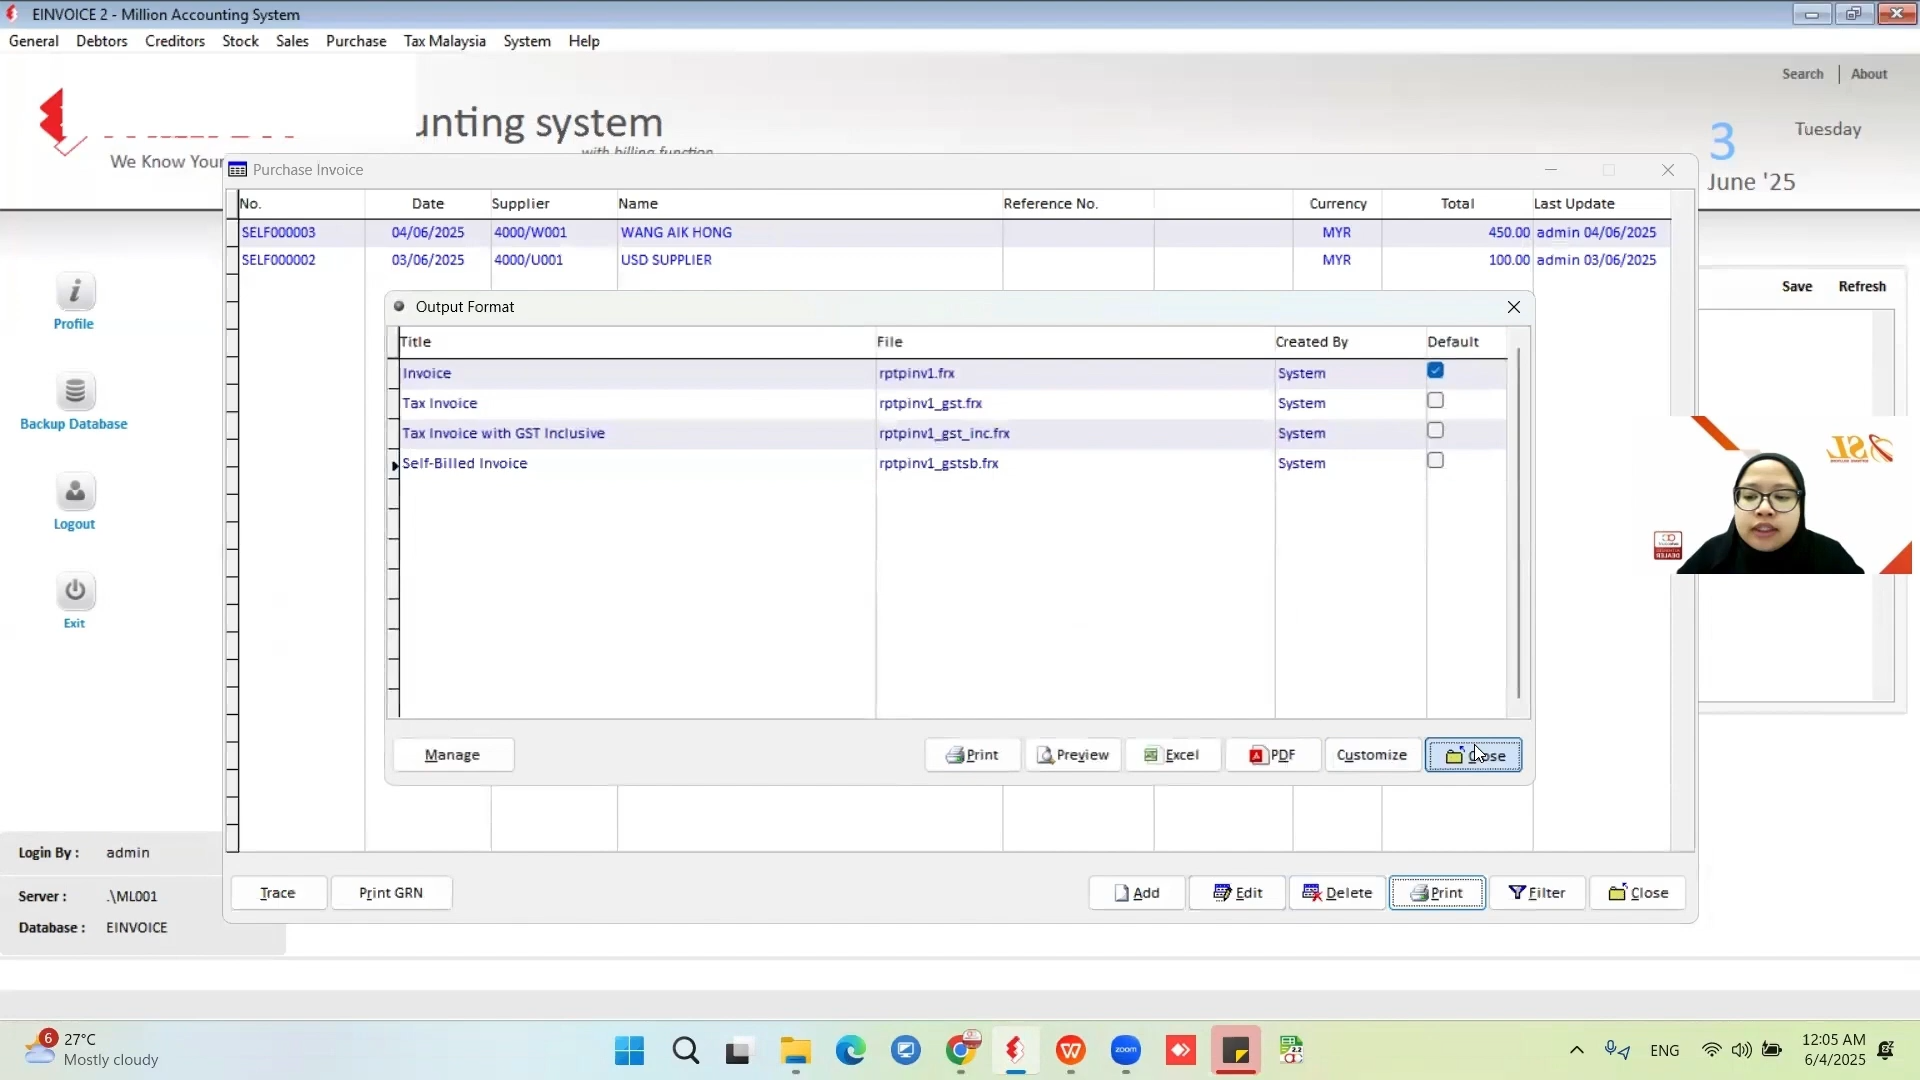 EINVOICE 2 - Million Accounting System
General Debtors Creditors Stock Sales Purchase Tax Malaysia System Help
Search About
unting system
with billing function
We Know Your
3 Tuesday
June '25
Purchase Invoice
No. Date Supplier Name Reference No. Currency Total Last Update
SELF000003 04/06/2025 4000/W001 WANG AIK HONG MYR 450.00 admin 04/06/2025
SELF000002 03/06/2025 4000/U001 USD SUPPLIER MYR 100.00 admin 03/06/2025
Save Refresh
Profile
Backup Database
Logout
Exit
Output Format
Title File Created By Default
Invoice rptpinv1.frx System
Tax Invoice rptpinv1_gst.frx System
Tax Invoice with GST Inclusive rptpinv1_gst_inc.frx System
Self-Billed Invoice rptpinv1_gstsb.frx System
Manage Print Preview Excel PDF Customize Close
Login By : admin
Server : .\ML001
Database : EINVOICE
Trace Print GRN Add Edit Delete Print Filter Close
6 27°C
Mostly cloudy
zoom
2.2
ENG
12:05 AM
6/4/2025